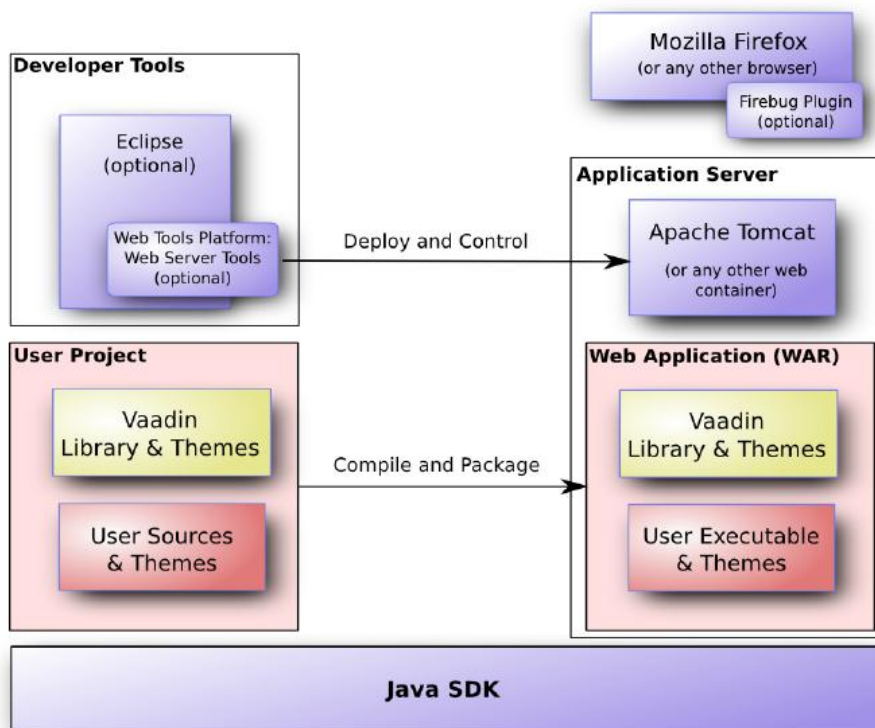 Developer Tools
Eclipse
(optional)
Web Tools Platform:
Web Server Tools
(optional)
Deploy and Control
Mozilla Firefox
(or any other browser)
Firebug Plugin
(optional)
Application Server
Apache Tomcat
(or any other web
container)
User Project
Vaadin
Library & Themes
User Sources
& Themes
Compile and Package
Web Application (WAR)
Vaadin
Library & Themes
User Executable
& Themes
Java SDK